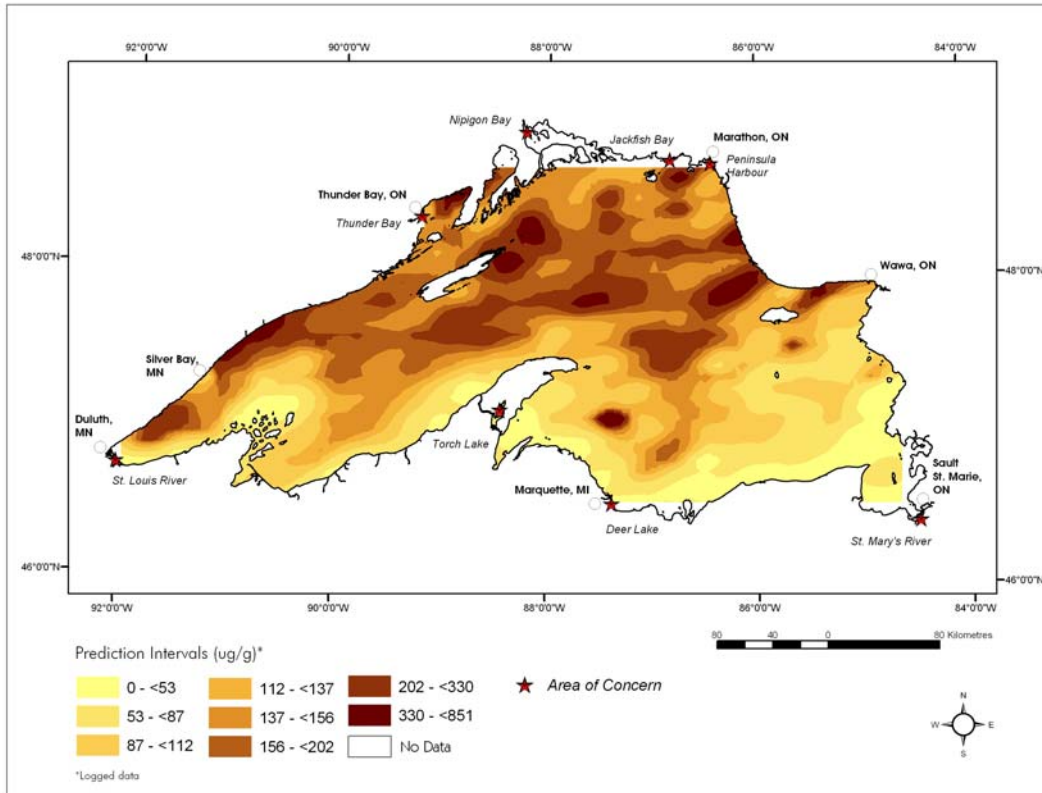 92°0'0"W 90°0'0"W 88°0'0"W 86°0'0"W 84°0'0"W
Nipigon Bay
Jackfish Bay
Marathon, ON
Peninsula
Harbour
Thunder Bay, ON
Thunder Bay
48°0'0"N
48°0'0"N
Wawa, ON
Silver Bay,
MN
Duluth,
MN
St. Louis River
Torch Lake
Marquette, MI
Deer Lake
Sault
St. Marie,
ON
St. Mary's River
46°0'0"N
46°0'0"N
92°0'0"W 90°0'0"W 88°0'0"W 86°0'0"W 84°0'0"W
80 40 0 80 Kilometres
Prediction Intervals (ug/g)*
0 - <53 112 - <137 202 - <330 Area of Concern
53 - <87 137 - <156 330 - <851
87 - <112 156 - <202 No Data
*Logged data
N
W E
S